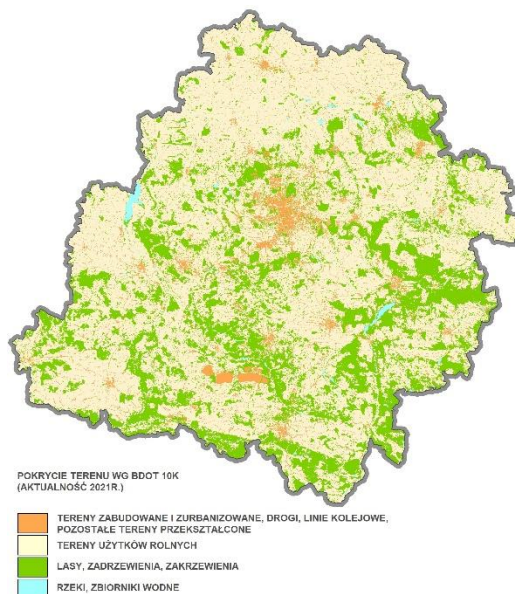 POKRYCIE TERENU WG BDOT 10K
(AKTUALNOŚĆ 2021R.)
TERENY ZABUDOWANE I ZURBANIZOWANE, DROGI, LINIE KOLEJOWE,
POZOSTAŁE TERENY PRZEKSZTAŁCONE
TERENY UŻYTKÓW ROLNYCH
LASY, ZADRZEWIENIA, ZAKRZEWIENIA
RZEKI, ZBIORNIKI WODNE